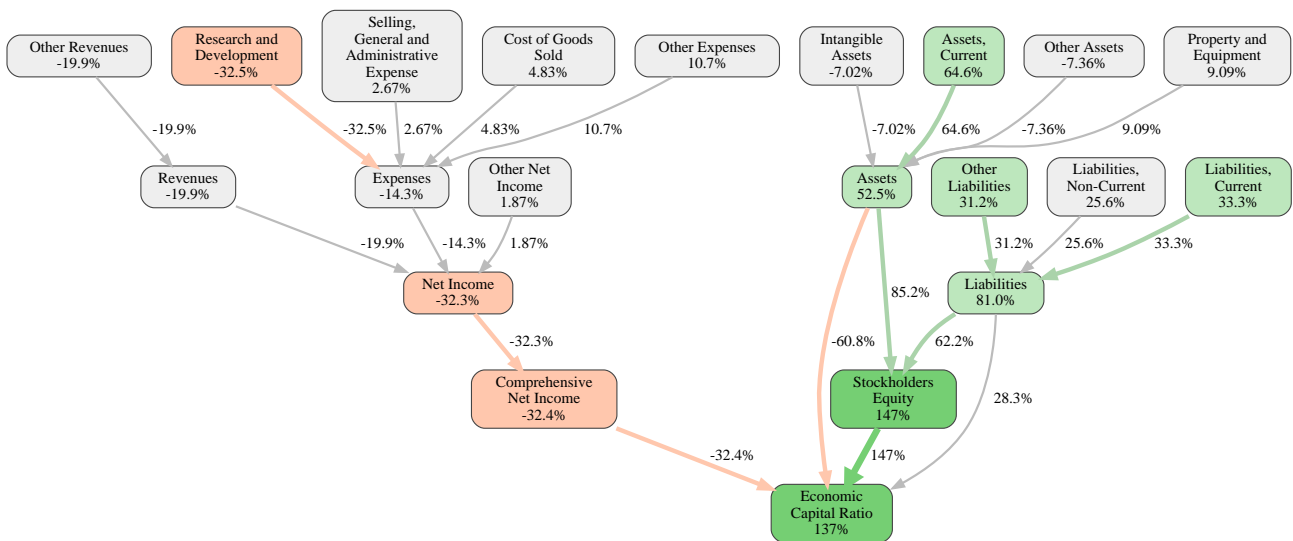 Other Revenues
-19.9%
Research and
Development
-32.5%
Selling,
General and
Administrative
Expense
2.67%
Cost of Goods
Sold
4.83%
Other Expenses
10.7%
Intangible
Assets
-7.02%
Assets,
Current
64.6%
Other Assets
-7.36%
Property and
Equipment
9.09%
-19.9%
-32.5%
2.67%
4.83%
10.7%
-7.02%
64.6%
-7.36%
9.09%
Revenues
-19.9%
Expenses
-14.3%
Other Net
Income
1.87%
Assets
52.5%
Other
Liabilities
31.2%
Liabilities,
Non-Current
25.6%
Liabilities,
Current
33.3%
-19.9%
-14.3%
1.87%
31.2%
25.6%
33.3%
Net Income
-32.3%
85.2%
Liabilities
81.0%
-32.3%
-60.8%
62.2%
Comprehensive
Net Income
-32.4%
Stockholders
Equity
147%
28.3%
-32.4%
147%
Economic
Capital Ratio
137%